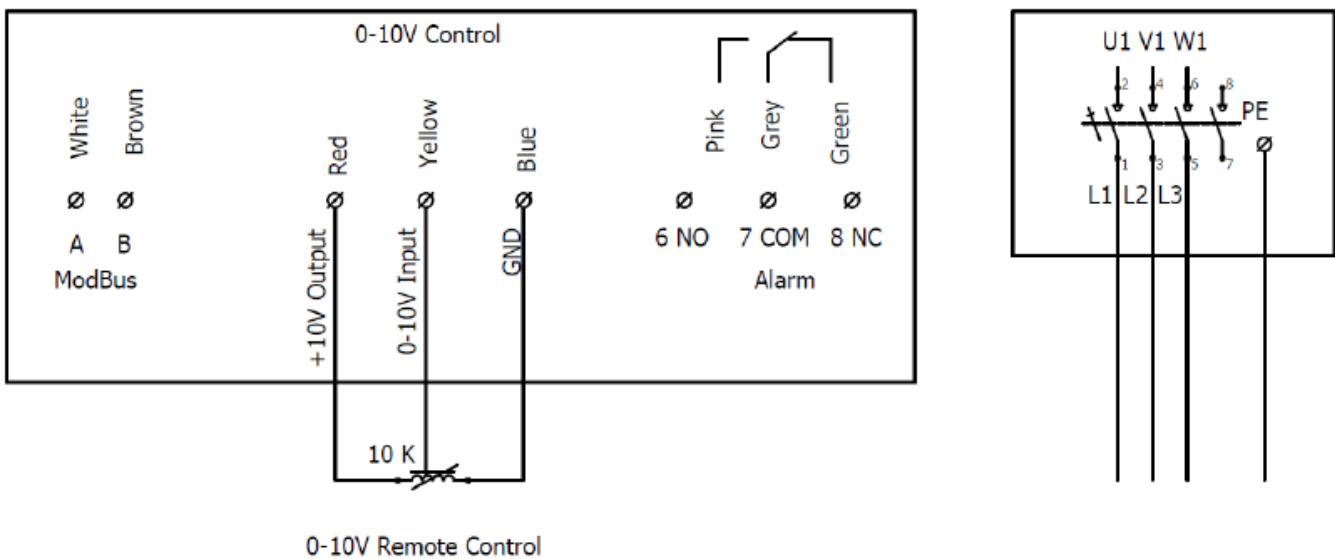 0-10V Control
White
Brown
Red
Yellow
Blue
Pink
Grey
Green
A B
ModBus
+10V Output
0-10V Input
GND
6 NO 7 COM 8 NC
Alarm
10 K
0-10V Remote Control
U1 V1 W1
2 4 6 8
PE
1 3 5 7
L1 L2 L3